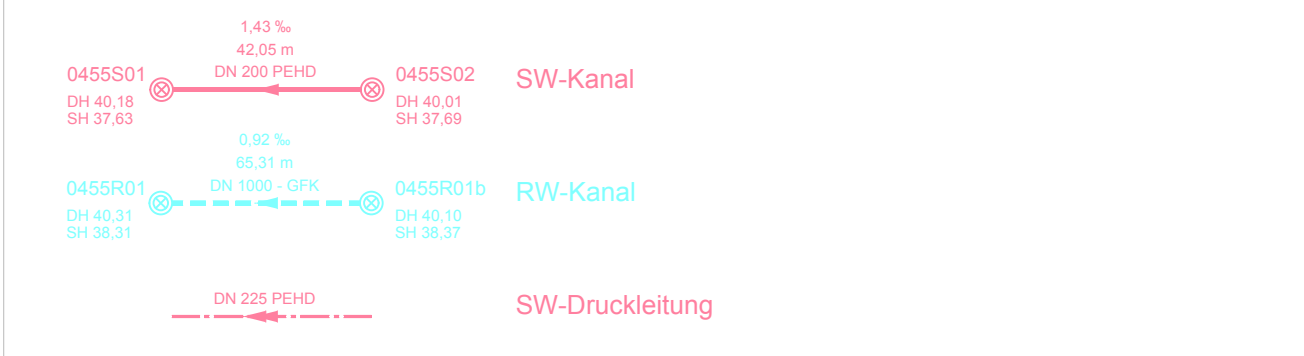 1,43 ‰
42,05 m
DN 200 PEHD
0455S01
DH 40,18
SH 37,63
0455S02
DH 40,01
SH 37,69
SW-Kanal
0,92 ‰
65,31 m
DN 1000 - GFK
0455R01
DH 40,31
SH 38,31
0455R01b
DH 40,10
SH 38,37
RW-Kanal
DN 225 PEHD
SW-Druckleitung